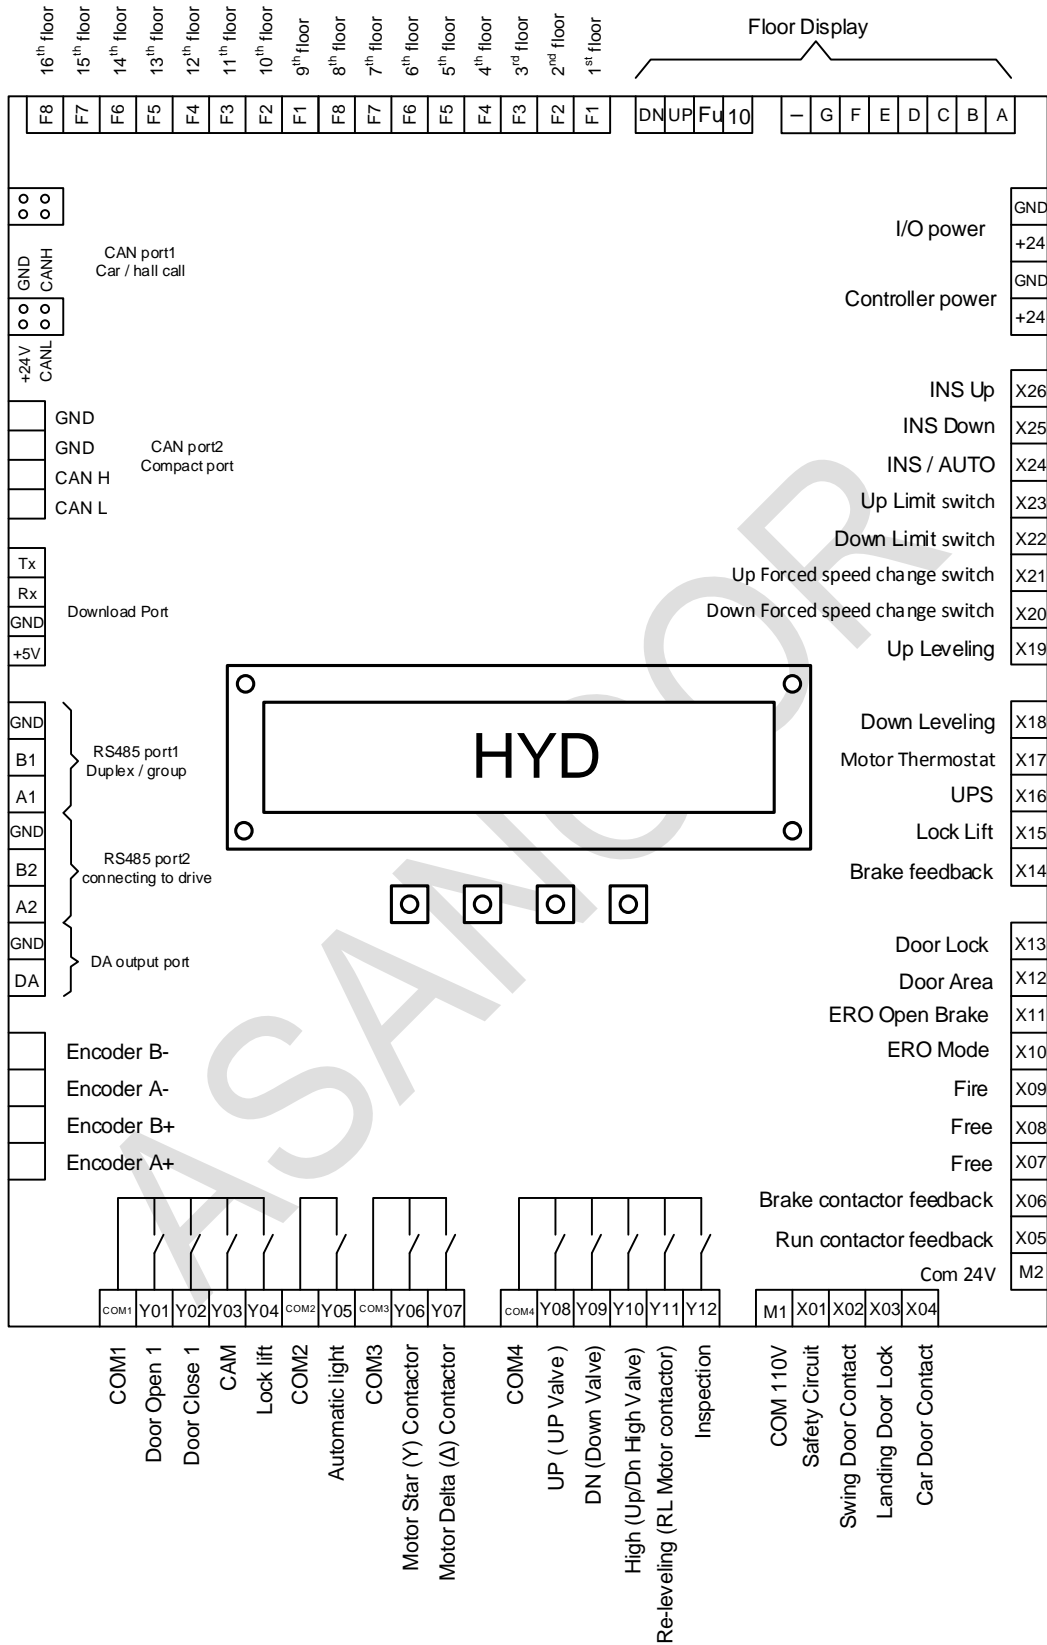 Floor Display
16th floor
15th floor
14th floor
13th floor
12th floor
11th floor
10th floor
9th floor
8th floor
7th floor
6th floor
5th floor
4th floor
3rd floor
2nd floor
1st floor
F8 F7 F6 F5 F4 F3 F2 F1 F8 F7 F6 F5 F4 F3 F2 F1
DN UP Fu 10
– G F E D C B A
GND CANH
+24V CANL
CAN port1
Car / hall call
GND
GND
CAN H
CAN L
CAN port2
Compact port
Tx
Rx
GND
+5V
Download Port
GND
B1
A1
RS485 port1
Duplex / group
GND
B2
A2
RS485 port2
connecting to drive
GND
DA
DA output port
Encoder B-
Encoder A-
Encoder B+
Encoder A+
HYD
ASANCOR
I/O power
GND
+24
Controller power
GND
+24
INS Up X26
INS Down X25
INS / AUTO X24
Up Limit switch X23
Down Limit switch X22
Up Forced speed change switch X21
Down Forced speed change switch X20
Up Leveling X19
Down Leveling X18
Motor Thermostat X17
UPS X16
Lock Lift X15
Brake feedback X14
Door Lock X13
Door Area X12
ERO Open Brake X11
ERO Mode X10
Fire X09
Free X08
Free X07
Brake contactor feedback X06
Run contactor feedback X05
Com 24V M2
COM1 Y01 Y02 Y03 Y04 COM2 Y05 COM3 Y06 Y07
COM4 Y08 Y09 Y10 Y11 Y12
M1 X01 X02 X03 X04
COM1
Door Open 1
Door Close 1
CAM
Lock lift
COM2
Automatic light
COM3
Motor Star (Y) Contactor
Motor Delta (Δ) Contactor
COM4
UP ( UP Valve )
DN (Down Valve)
High (Up/Dn High Valve)
Re-leveling (RL Motor contactor)
Inspection
COM 110V
Safety Circuit
Swing Door Contact
Landing Door Lock
Car Door Contact